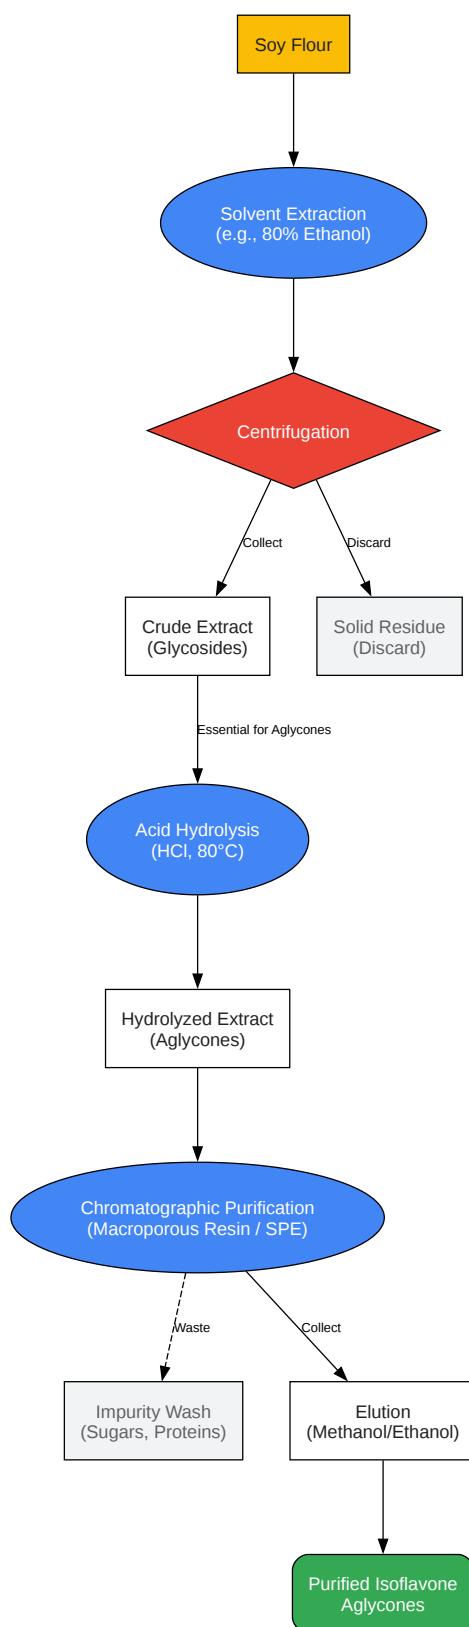 Soy Flour
Solvent Extraction
(e.g., 80% Ethanol)
Centrifugation
Collect
Discard
Crude Extract
(Glycosides)
Solid Residue
(Discard)
Essential for Aglycones
Acid Hydrolysis
(HCl, 80°C)
Hydrolyzed Extract
(Aglycones)
Chromatographic Purification
(Macroporous Resin / SPE)
Waste
Collect
Impurity Wash
(Sugars, Proteins)
Elution
(Methanol/Ethanol)
Purified Isoflavone
Aglycones